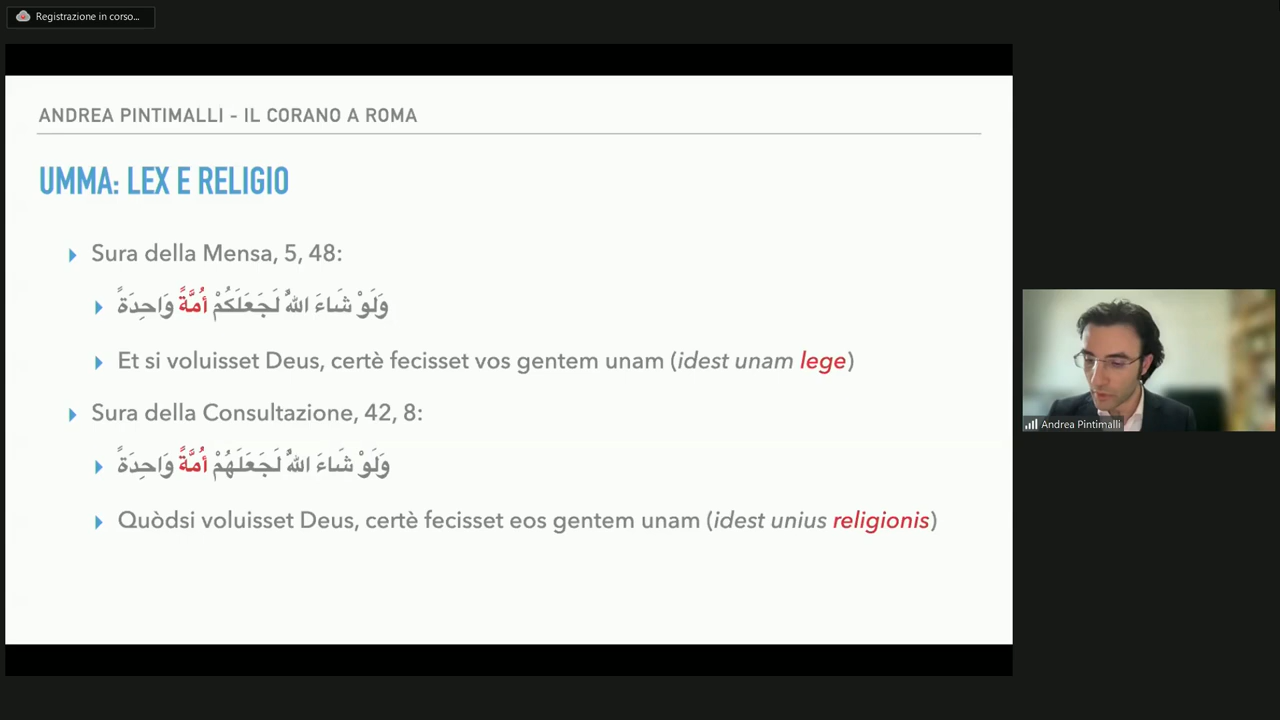 Registrazione in corso...
ANDREA PINTIMALLI - IL CORANO A ROMA
UMMA: LEX E RELIGIO
Sura della Mensa, 5, 48:
وَلَوْ شَاءَ اللهُ لَجَعَلَكُمْ أُمَّةً وَاحِدَةً
Et si voluisset Deus, certè fecisset vos gentem unam (idest unam lege)
Sura della Consultazione, 42, 8:
وَلَوْ شَاءَ اللهُ لَجَعَلَهُمْ أُمَّةً وَاحِدَةً
Quòdsi voluisset Deus, certè fecisset eos gentem unam (idest unius religionis)
Andrea Pintimalli